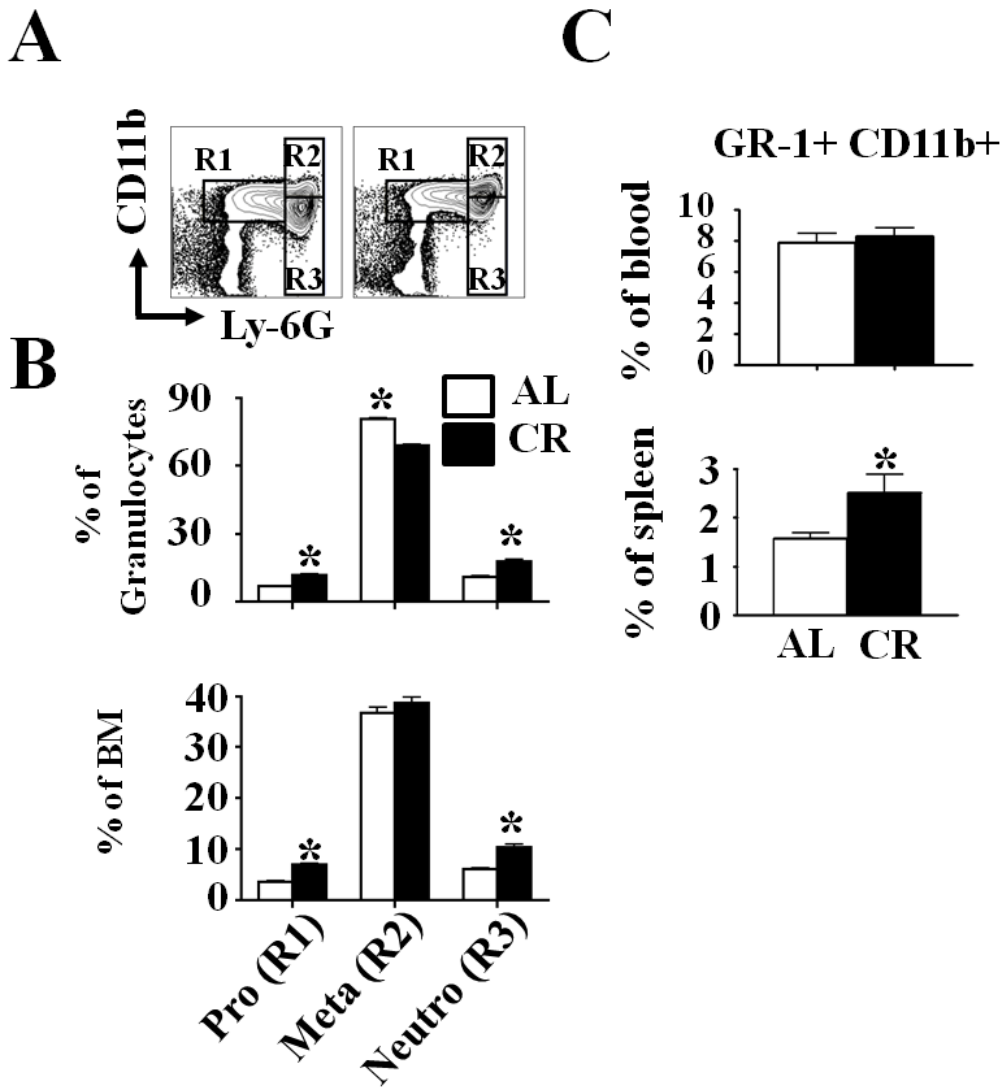 A
CD11b
R1
R2
R3
R1
R2
R3
Ly-6G
B
% of
Granulocytes
90
60
30
0
*
*
*
AL
CR
% of BM
40
30
20
10
0
*
*
Pro (R1)
Meta (R2)
Neutro (R3)
C
GR-1+ CD11b+
% of blood
10
8
6
4
2
0
% of spleen
3
2
1
0
*
AL
CR